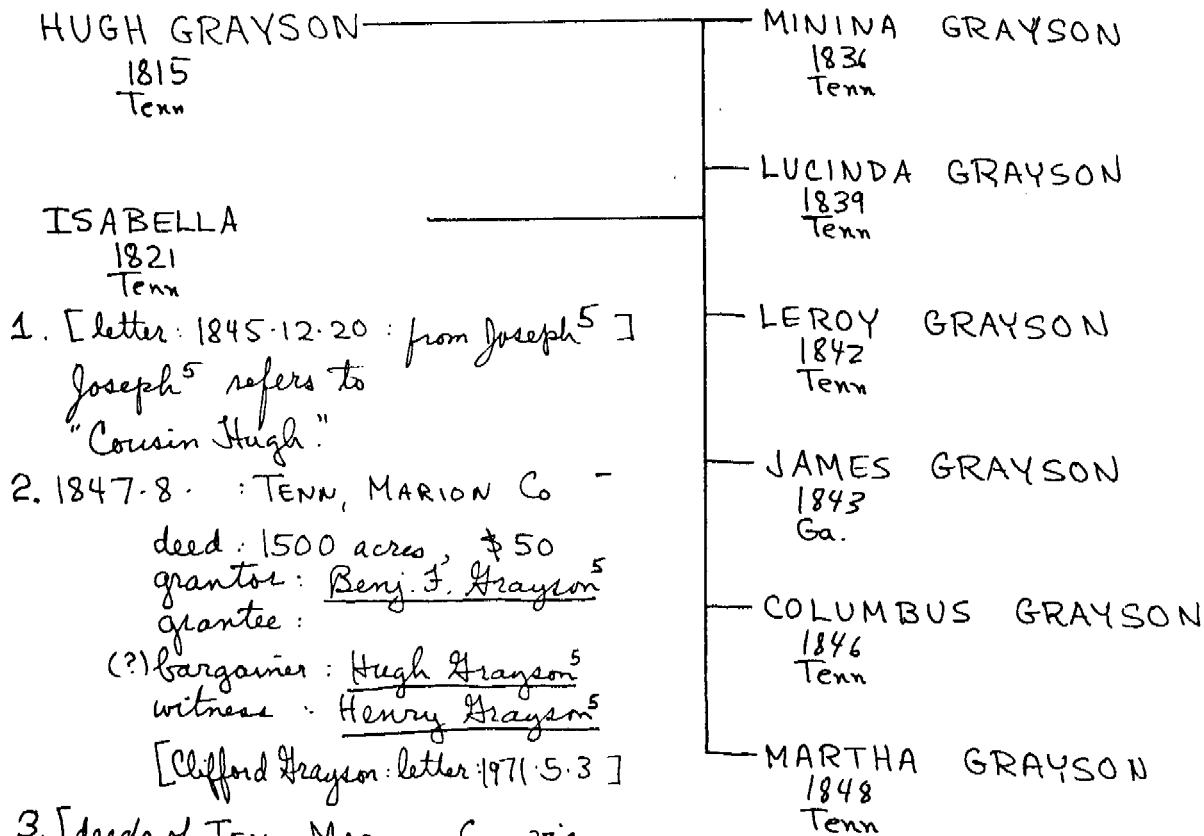 HUGH GRAYSON
1815
Tenn
ISABELLA
1821
Tenn
1. [letter: 1845.12.20 : from Joseph⁵ ]
Joseph⁵ refers to
"Cousin Hugh."
2. 1847.8. : TENN, MARION Co -
deed : 1500 acres, $50
grantor : Benj. F. Grayson⁵
grantee :
(?) bargainer : Hugh Grayson⁵
witness : Henry Grayson⁵
[Clifford Grayson: letter: 1971.5.3 ]
3. [deeds of
MININA GRAYSON
1836
Tenn
LUCINDA GRAYSON
1839
Tenn
LEROY GRAYSON
1842
Tenn
JAMES GRAYSON
1843
Ga.
COLUMBUS GRAYSON
1846
Tenn
MARTHA GRAYSON
1848
Tenn